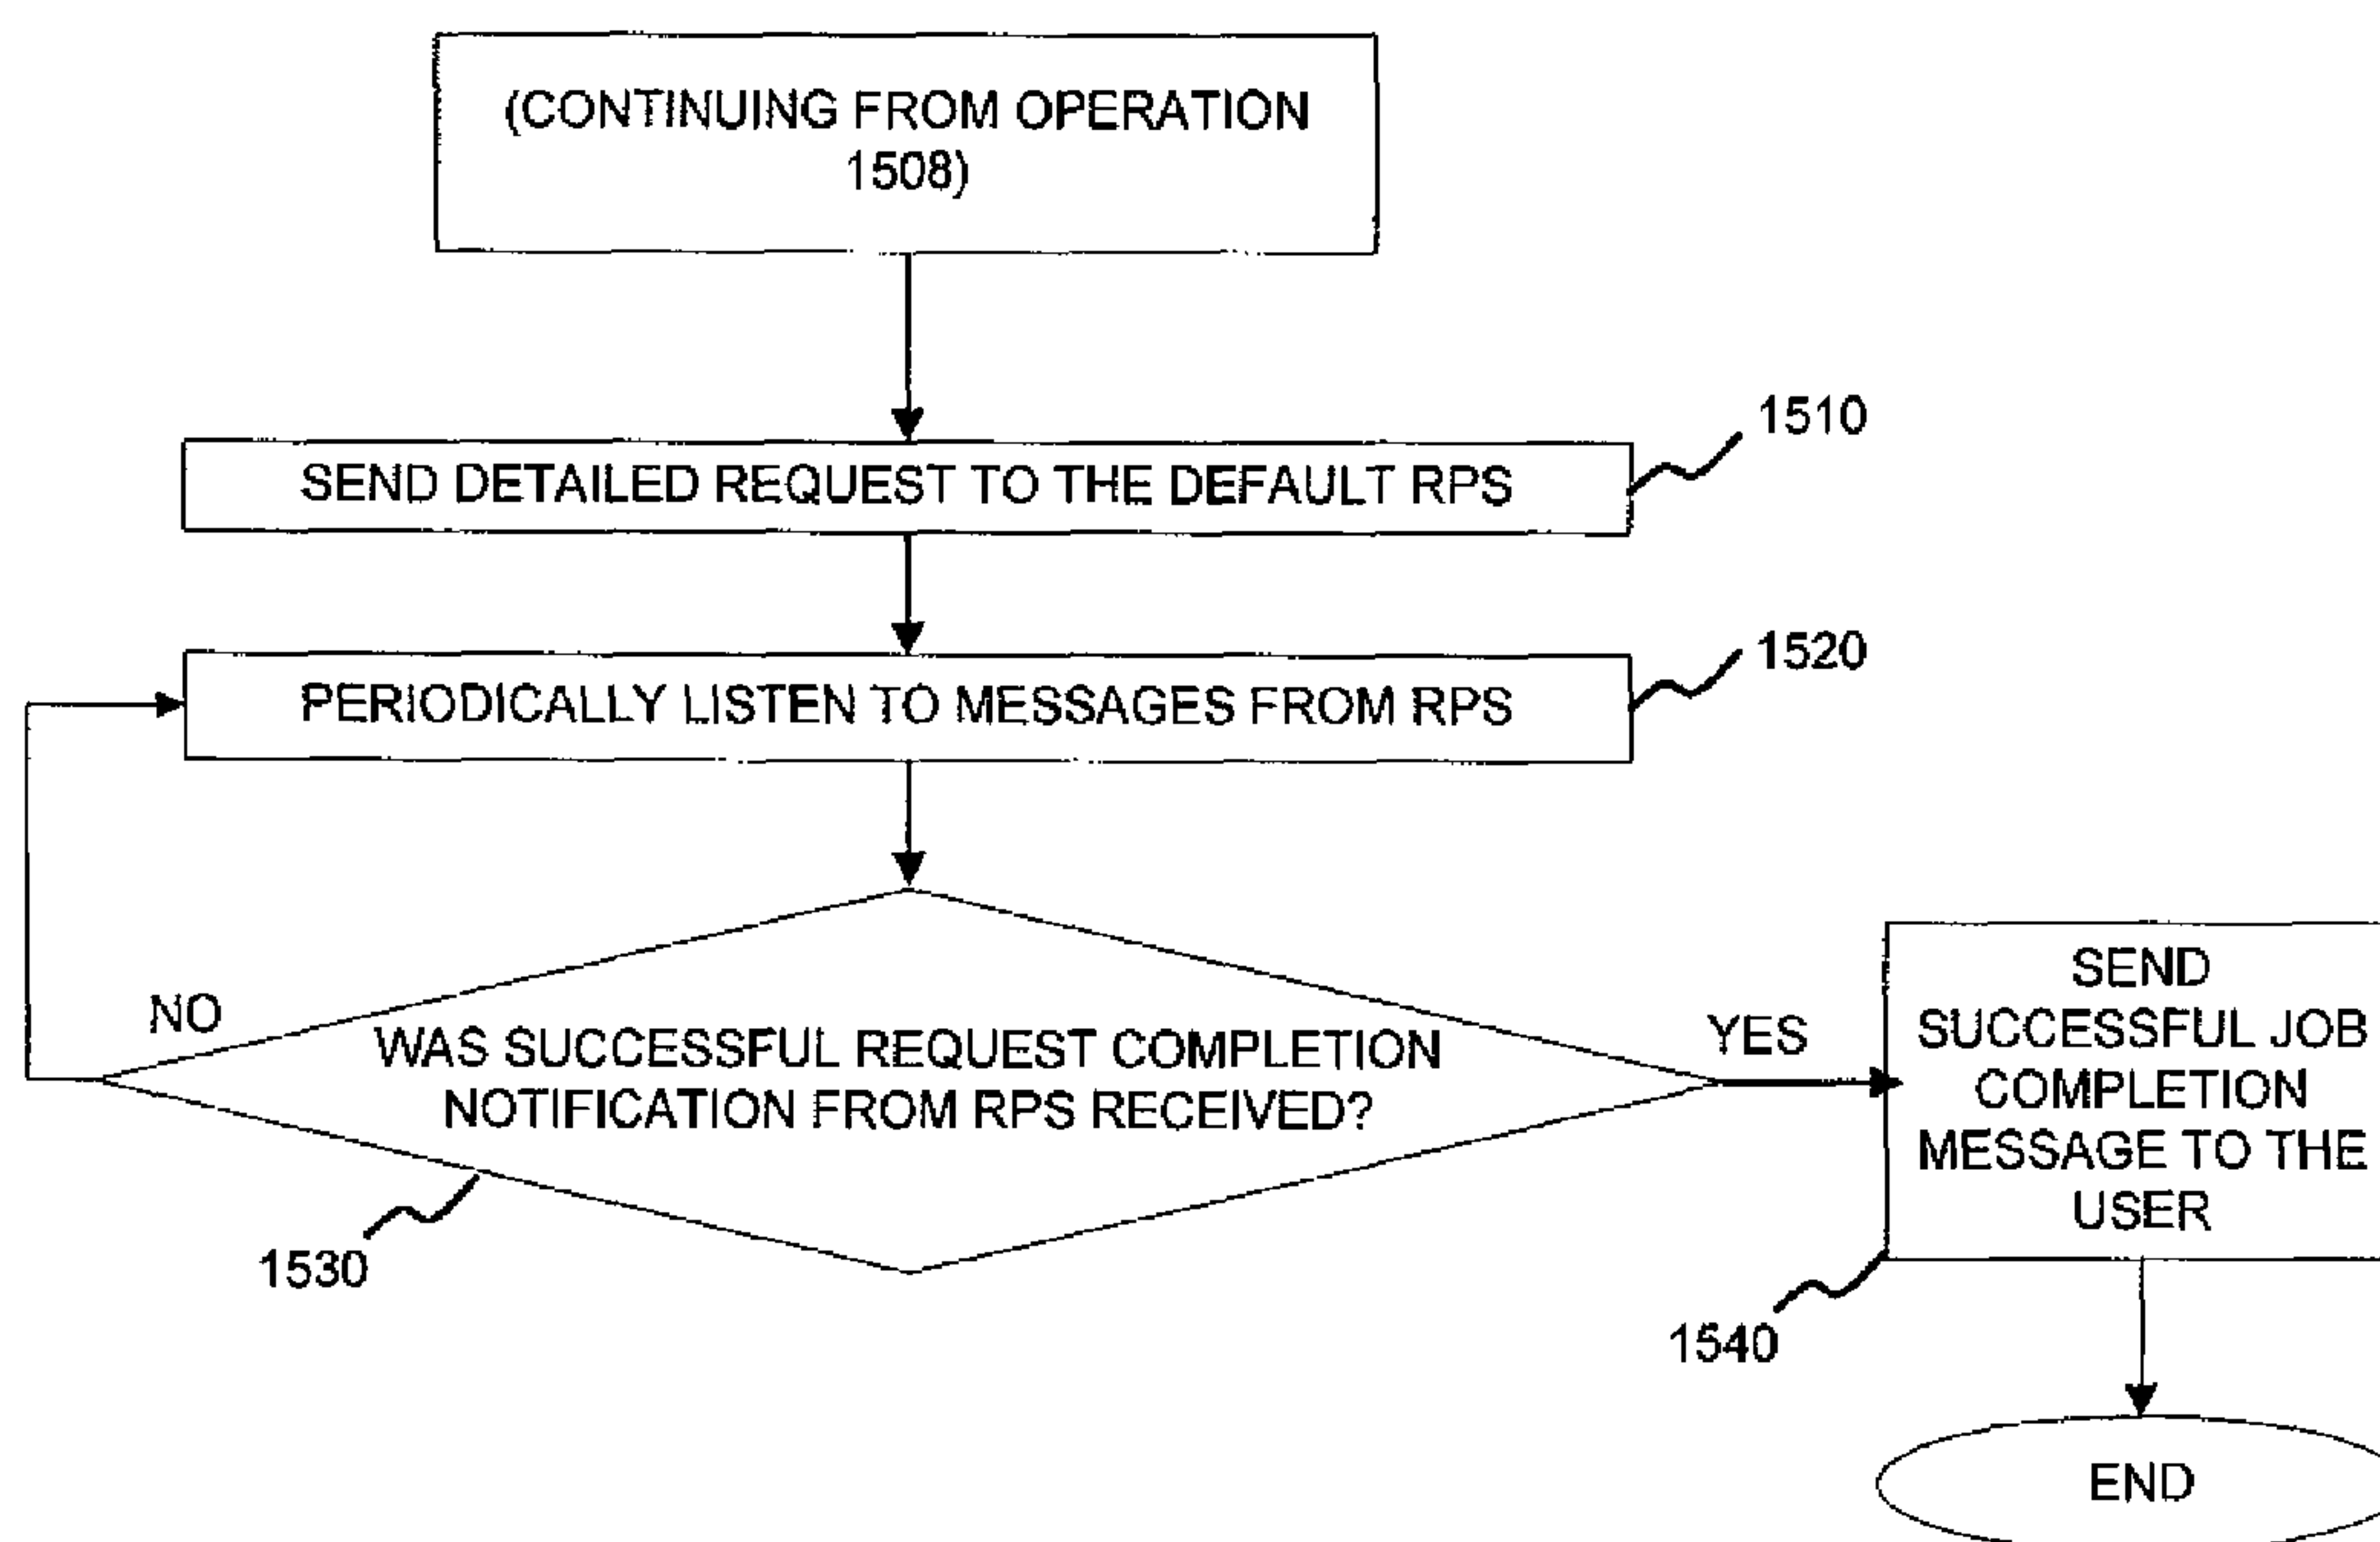 (CONTINUING FROM OPERATION
1508)
1510
SEND DETAILED REQUEST TO THE DEFAULT RPS
1520
PERIODICALLY LISTEN TO MESSAGES FROM RPS
NO
WAS SUCCESSFUL REQUEST COMPLETION
NOTIFICATION FROM RPS RECEIVED?
YES
SEND
SUCCESSFUL JOB
COMPLETION
MESSAGE TO THE
USER
1530
1540
END